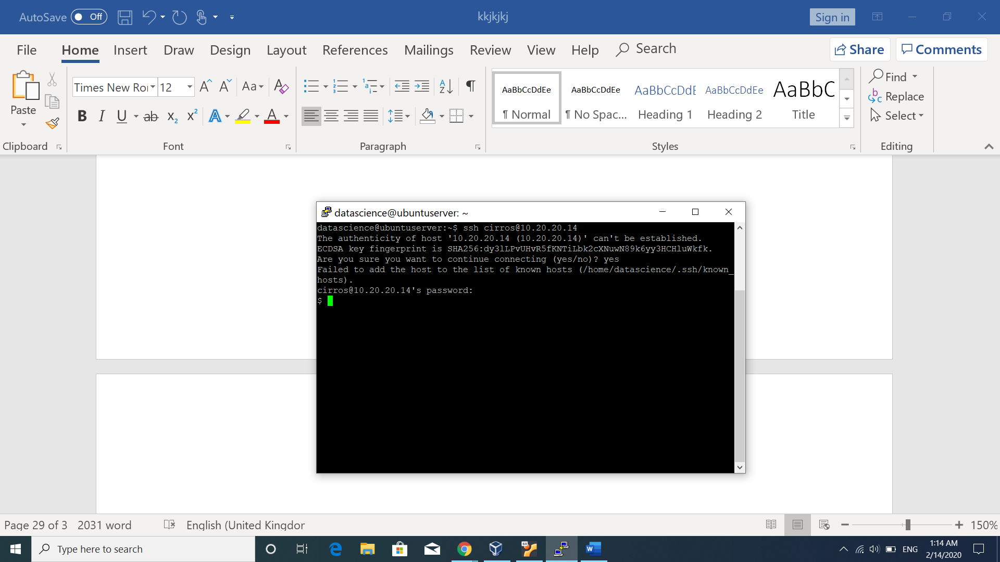 AutoSave Off kkjkjkj Sign in
File Home Insert Draw Design Layout References Mailings Review View Help Search Share Comments
Paste
Clipboard
Times New Ror 12 Aa
Font
Paragraph
AaBbCcDdEe AaBbCcDdEe AaBbCcDdE AaBbCcDdEe AaBbC
¶ Normal ¶ No Spac... Heading 1 Heading 2 Title
Styles
Find
Replace
Select
Editing
datascience@ubuntuserver: ~
datascience@ubuntuserver:~$ ssh cirros@10.20.20.14
The authenticity of host '10.20.20.14 (10.20.20.14)' can't be established.
ECDSA key fingerprint is SHA256:dy3lLPvUHvR5fKNTiLbk2cXNuwN89k6yy3HCHluWkfk.
Are you sure you want to continue connecting (yes/no)? yes
Failed to add the host to the list of known hosts (/home/datascience/.ssh/known_
hosts).
cirros@10.20.20.14's password:
$
Page 29 of 3 2031 word English (United Kingdor 150%
Type here to search
ENG
1:14 AM
2/14/2020